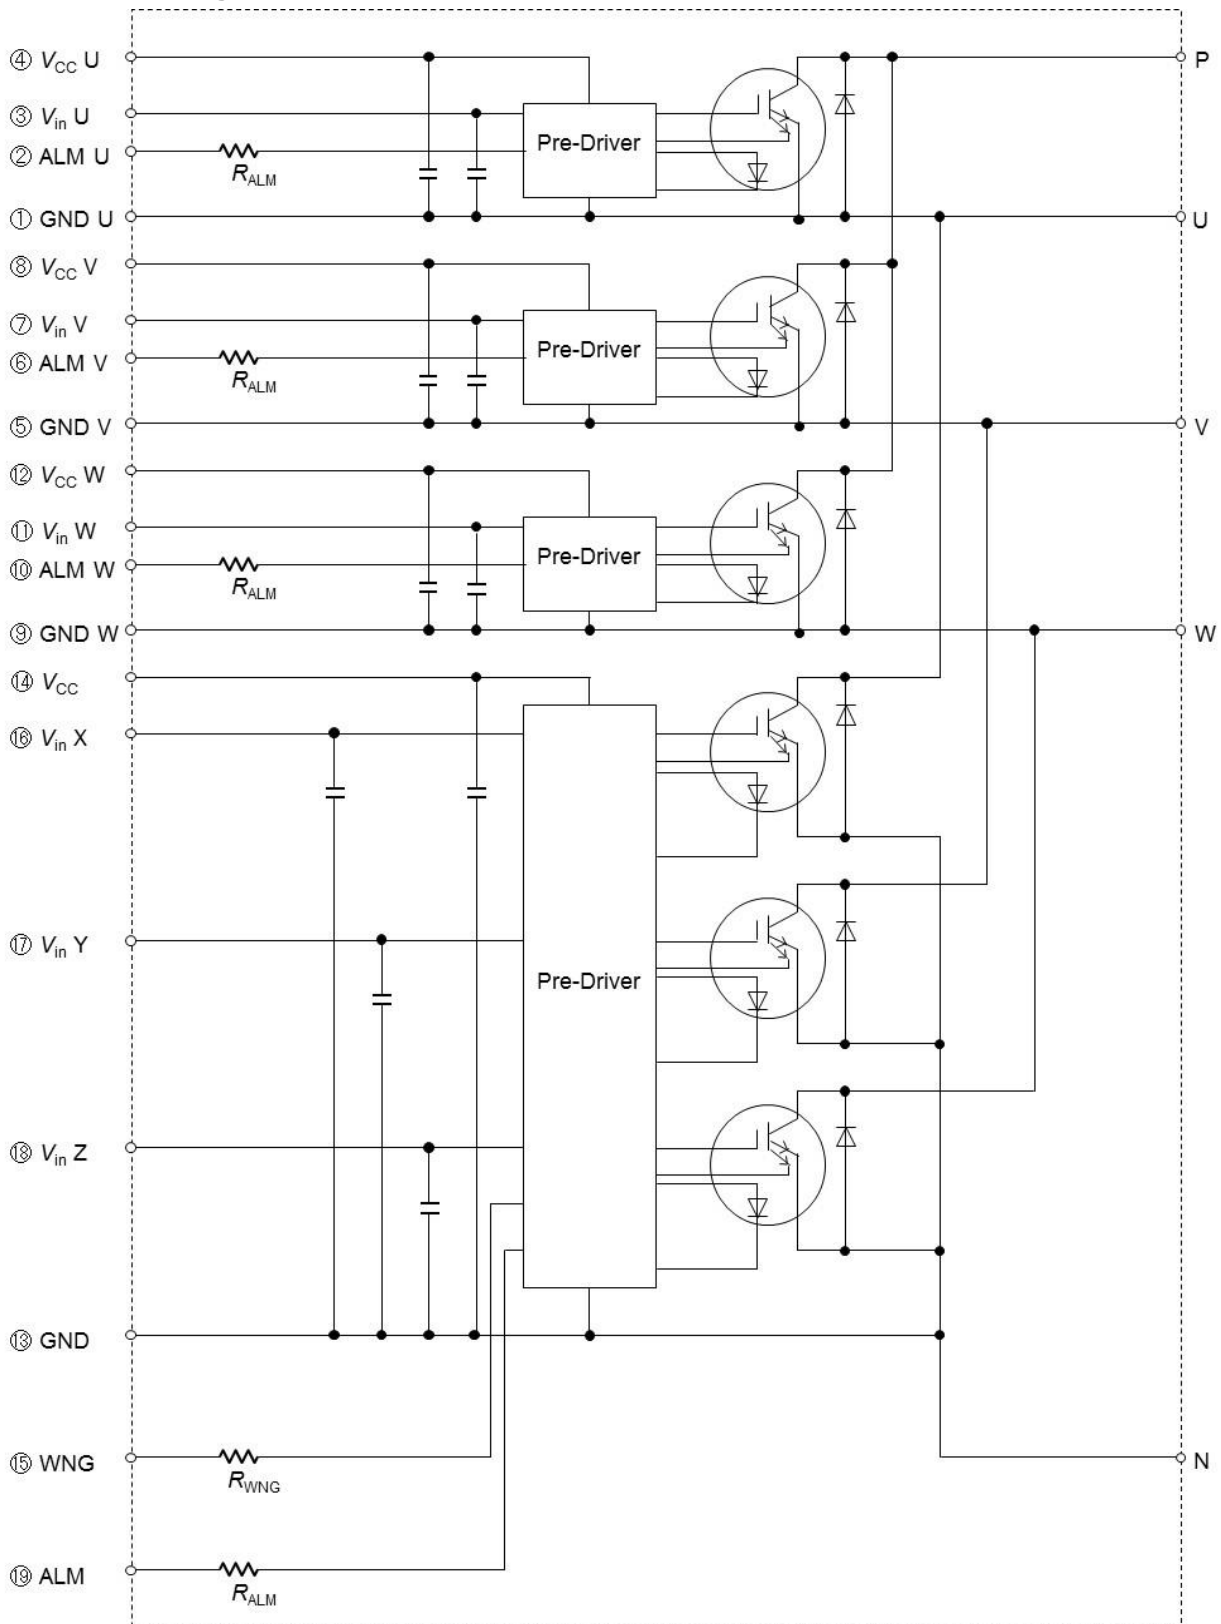 ④ VCC U
P
③ Vin U
Pre-Driver
② ALM U
RALM
① GND U
U
⑧ VCC V
⑦ Vin V
Pre-Driver
⑥ ALM V
RALM
⑤ GND V
V
⑫ VCC W
⑪ Vin W
Pre-Driver
⑩ ALM W
RALM
⑨ GND W
W
⑭ VCC
⑯ Vin X
⑰ Vin Y
Pre-Driver
⑱ Vin Z
⑬ GND
⑮ WNG
N
RWNG
⑲ ALM
RALM